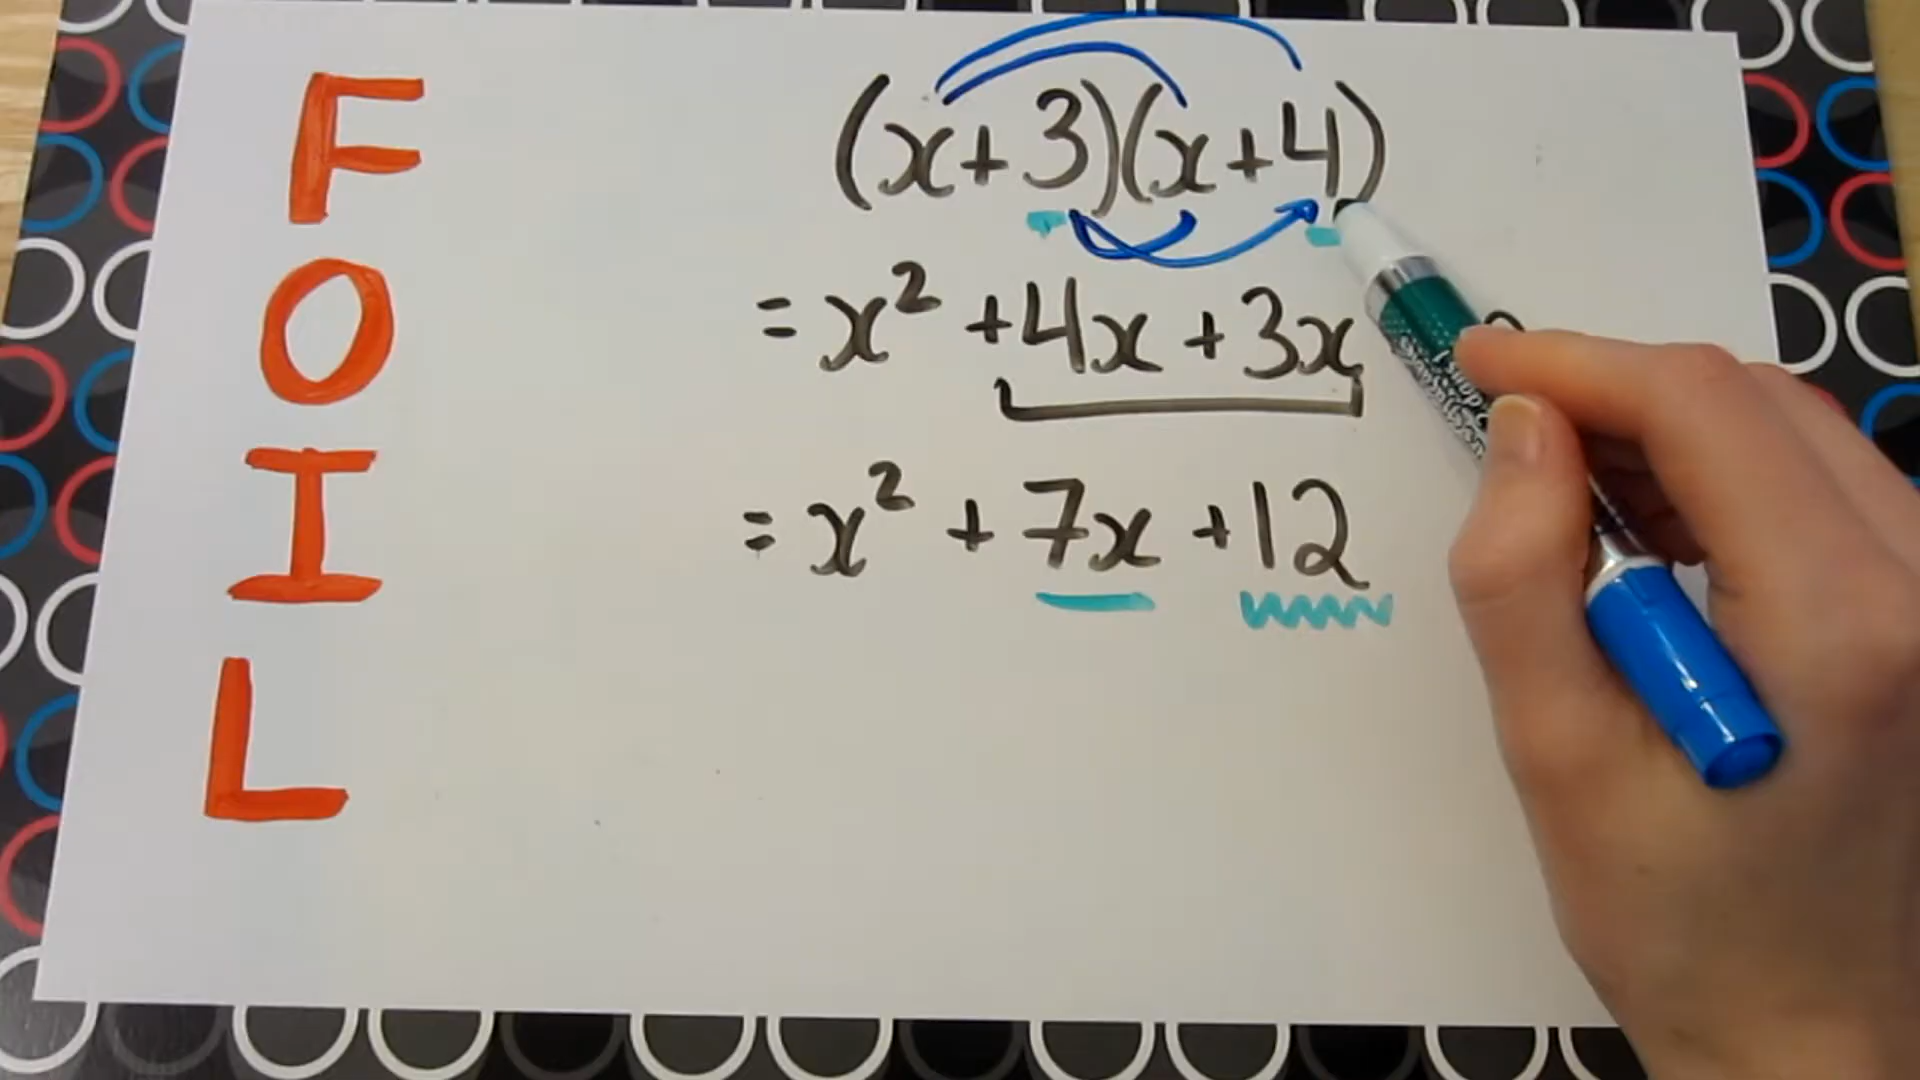 F
O
I
L
(x+3)(x+4)
= x² +4x +3x
= x² + 7x +12